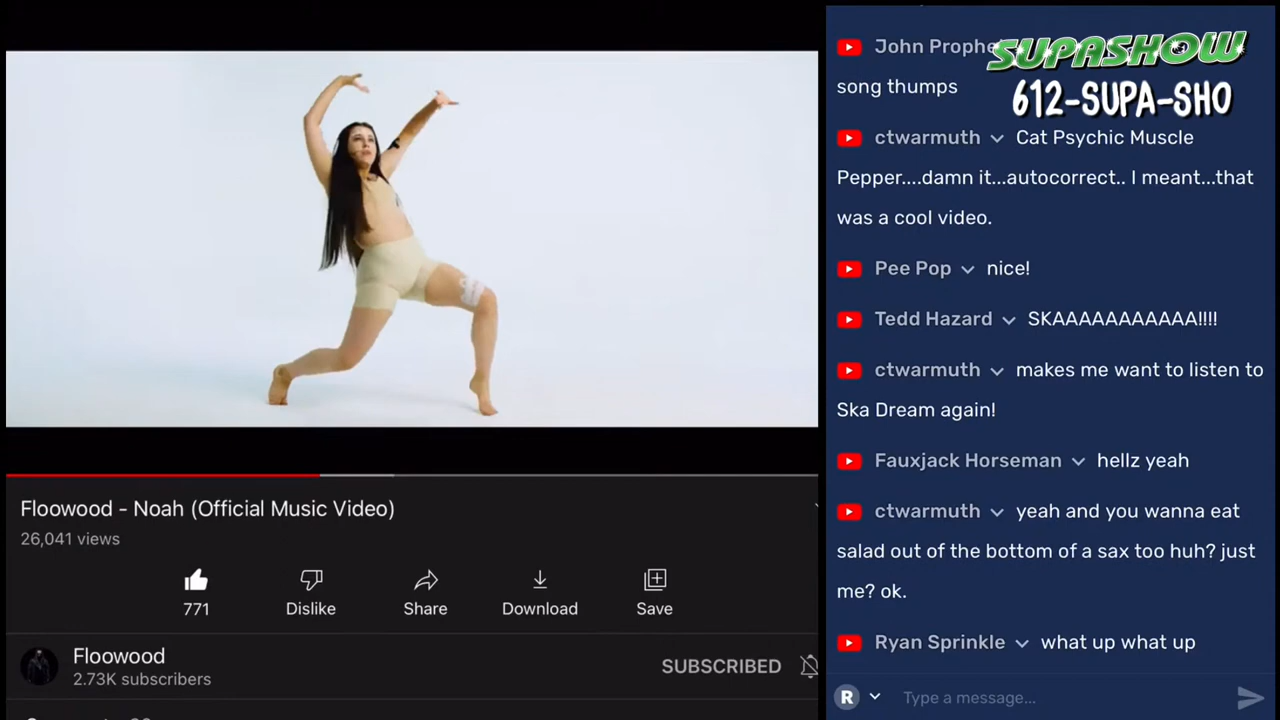 Floowood - Noah (Official Music Video)
26,041 views
771
Dislike
Share
Download
Save
Floowood
2.73K subscribers
SUBSCRIBED
SUPASHOW
612-SUPA-SHO
John
song thumps
ctwarmuth Cat Psychic Muscle
Pepper....damn it...autocorrect.. I meant...that
was a cool video.
Pee Pop nice!
Tedd Hazard SKAAAAAAAAAAA!!!!
ctwarmuth makes me want to listen to
Ska Dream again!
Fauxjack Horseman hellz yeah
ctwarmuth yeah and you wanna eat
salad out of the bottom of a sax too huh? just
me? ok.
Ryan Sprinkle what up what up
R
Type a message...